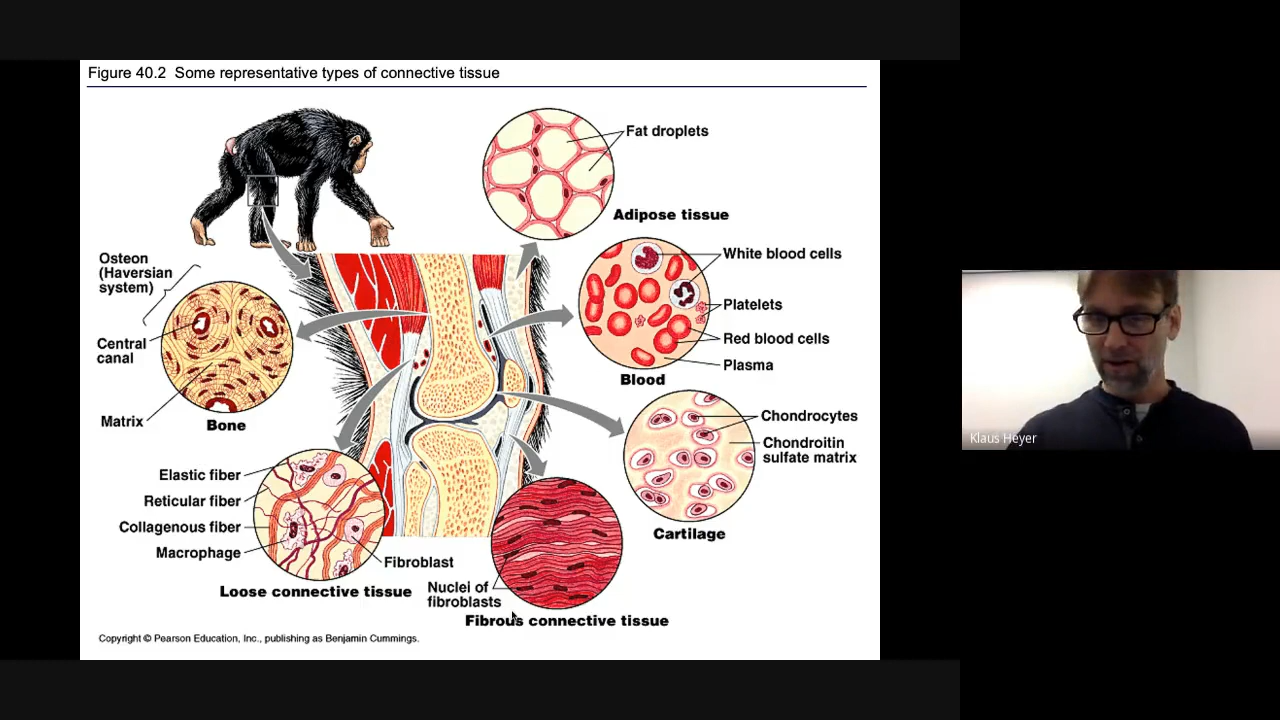 Figure 40.2  Some representative types of connective tissue
Fat droplets
Adipose tissue
White blood cells
Platelets
Red blood cells
Plasma
Blood
Osteon
(Haversian
system)
Central
canal
Matrix
Bone
Chondrocytes
Chondroitin
sulfate matrix
Cartilage
Elastic fiber
Reticular fiber
Collagenous fiber
Macrophage
Fibroblast
Loose connective tissue
Nuclei of
fibroblasts
Fibrous connective tissue
Copyright © Pearson Education, Inc., publishing as Benjamin Cummings.
Klaus Heyer